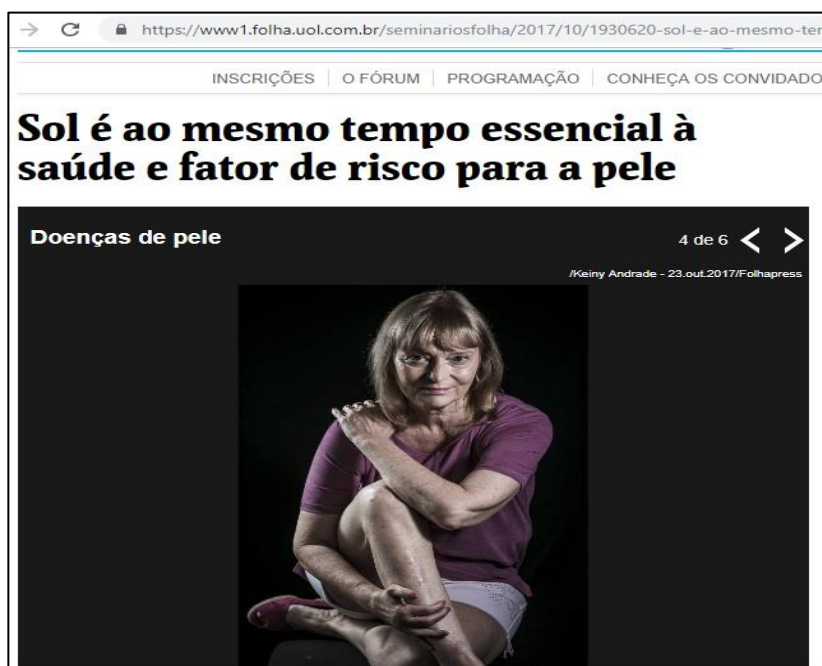 https://www1.folha.uol.com.br/seminariosfolha/2017/10/1930620-sol-e-ao-mesmo-ter
INSCRIÇÕES | O FÓRUM | PROGRAMAÇÃO | CONHEÇA OS CONVIDADO
Sol é ao mesmo tempo essencial à
saúde e fator de risco para a pele
Doenças de pele
4 de 6
/Keiny Andrade - 23.out.2017/Folhapress